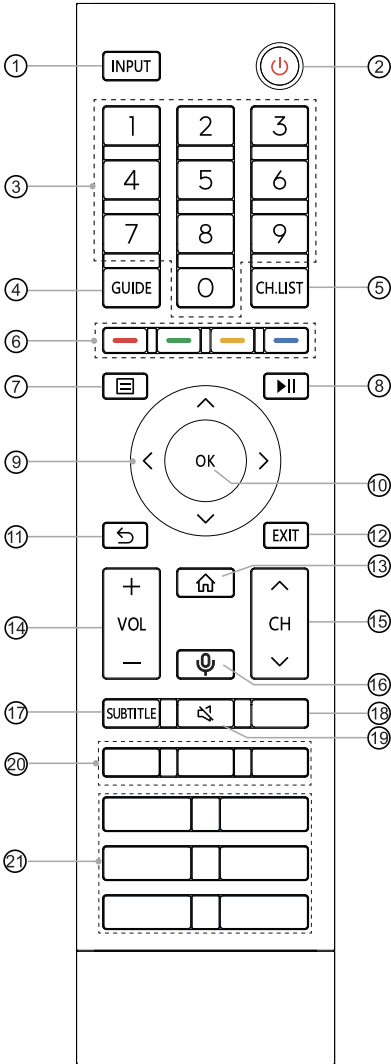 ① INPUT ②
1 2 3
③ 4 5 6
7 8 9
④ GUIDE 0 CH.LIST ⑤
⑥
⑦ ⑧
⑨ OK ⑩
⑪ EXIT ⑫
⑬
⑭ + VOL − CH ⑮
⑯
⑰ SUBTITLE ⑱
⑲
⑳
㉑